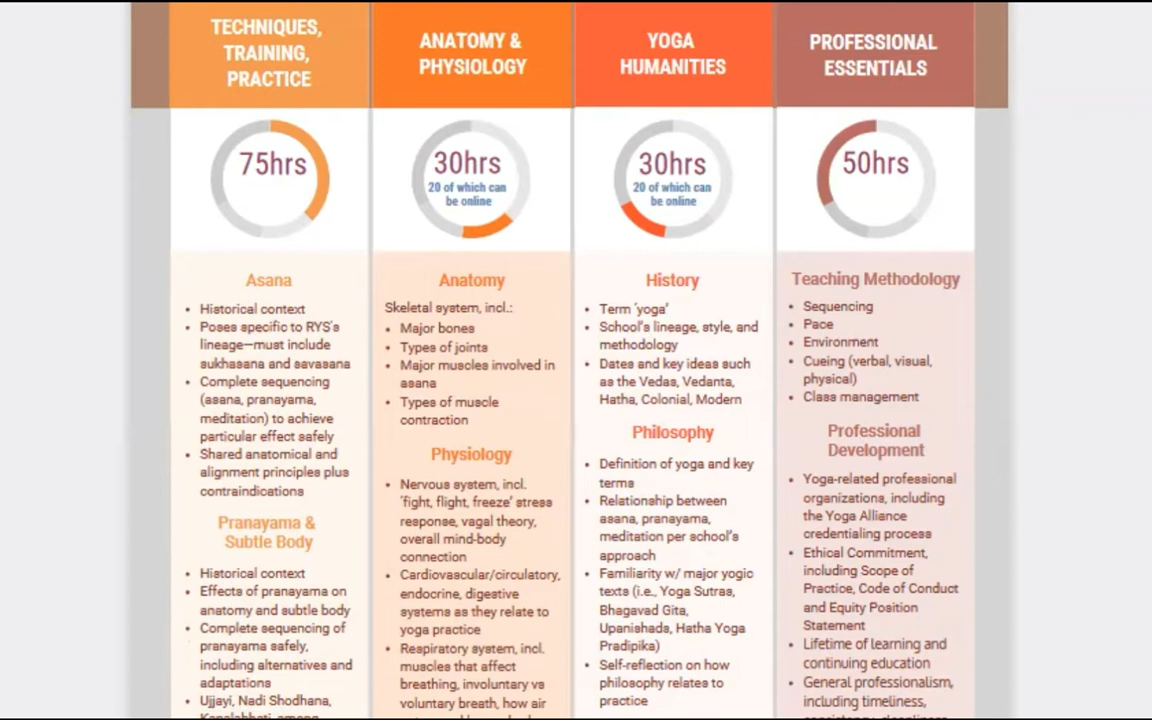 TECHNIQUES,
TRAINING,
PRACTICE
75hrs
Asana
• Historical context
• Poses specific to RYS's
lineage—must include
sukhasana and savasana
• Complete sequencing
(asana, pranayama,
meditation) to achieve
particular effect safely
• Shared anatomical and
alignment principles plus
contraindications
Pranayama &
Subtle Body
• Historical context
• Effects of pranayama on
anatomy and subtle body
• Complete sequencing of
pranayama safely,
including alternatives and
adaptations
• Ujjayi, Nadi Shodhana,
ANATOMY &
PHYSIOLOGY
30hrs
20 of which can
be online
Anatomy
Skeletal system, incl.:
• Major bones
• Types of joints
• Major muscles involved in
asana
• Types of muscle
contraction
Physiology
• Nervous system, incl.
'fight, flight, freeze' stress
response, vagal theory,
overall mind-body
connection
• Cardiovascular/circulatory,
endocrine, digestive
systems as they relate to
yoga practice
• Respiratory system, incl.
muscles that affect
breathing, involuntary vs
voluntary breath, how air
YOGA
HUMANITIES
30hrs
20 of which can
be online
History
• Term 'yoga'
• School's lineage, style, and
methodology
• Dates and key ideas such
as the Vedas, Vedanta,
Hatha, Colonial, Modern
Philosophy
• Definition of yoga and key
terms
• Relationship between
asana, pranayama,
meditation per school's
approach
• Familiarity w/ major yogic
texts (i.e., Yoga Sutras,
Bhagavad Gita,
Upanishads, Hatha Yoga
Pradipika)
• Self-reflection on how
philosophy relates to
practice
PROFESSIONAL
ESSENTIALS
50hrs
Teaching Methodology
• Sequencing
• Pace
• Environment
• Cueing (verbal, visual,
physical)
• Class management
Professional
Development
• Yoga-related professional
organizations, including
the Yoga Alliance
credentialing process
• Ethical Commitment,
including Scope of
Practice, Code of Conduct
and Equity Position
Statement
• Lifetime of learning and
continuing education
• General professionalism,
including timeliness,